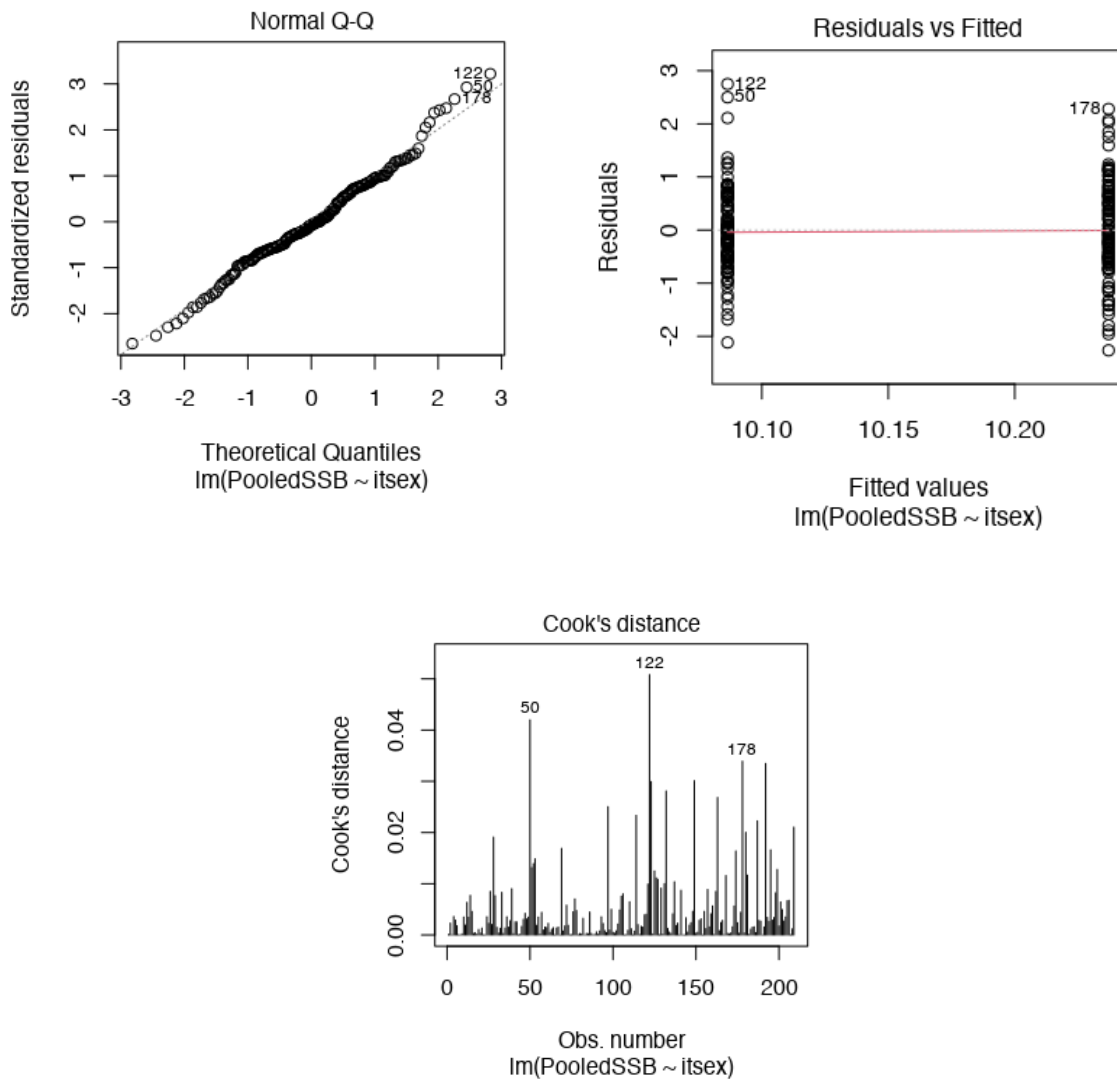 Normal Q-Q
Standardized residuals
3
2
1
0
-1
-2
122
50
178
-3 -2 -1 0 1 2 3
Theoretical Quantiles
lm(PooledSSB ~ itsex)
Residuals vs Fitted
Residuals
3
2
1
0
-1
-2
122
50
178
10.10 10.15 10.20
Fitted values
lm(PooledSSB ~ itsex)
Cook's distance
Cook's distance
0.04
0.02
0.00
122
50
178
0 50 100 150 200
Obs. number
lm(PooledSSB ~ itsex)